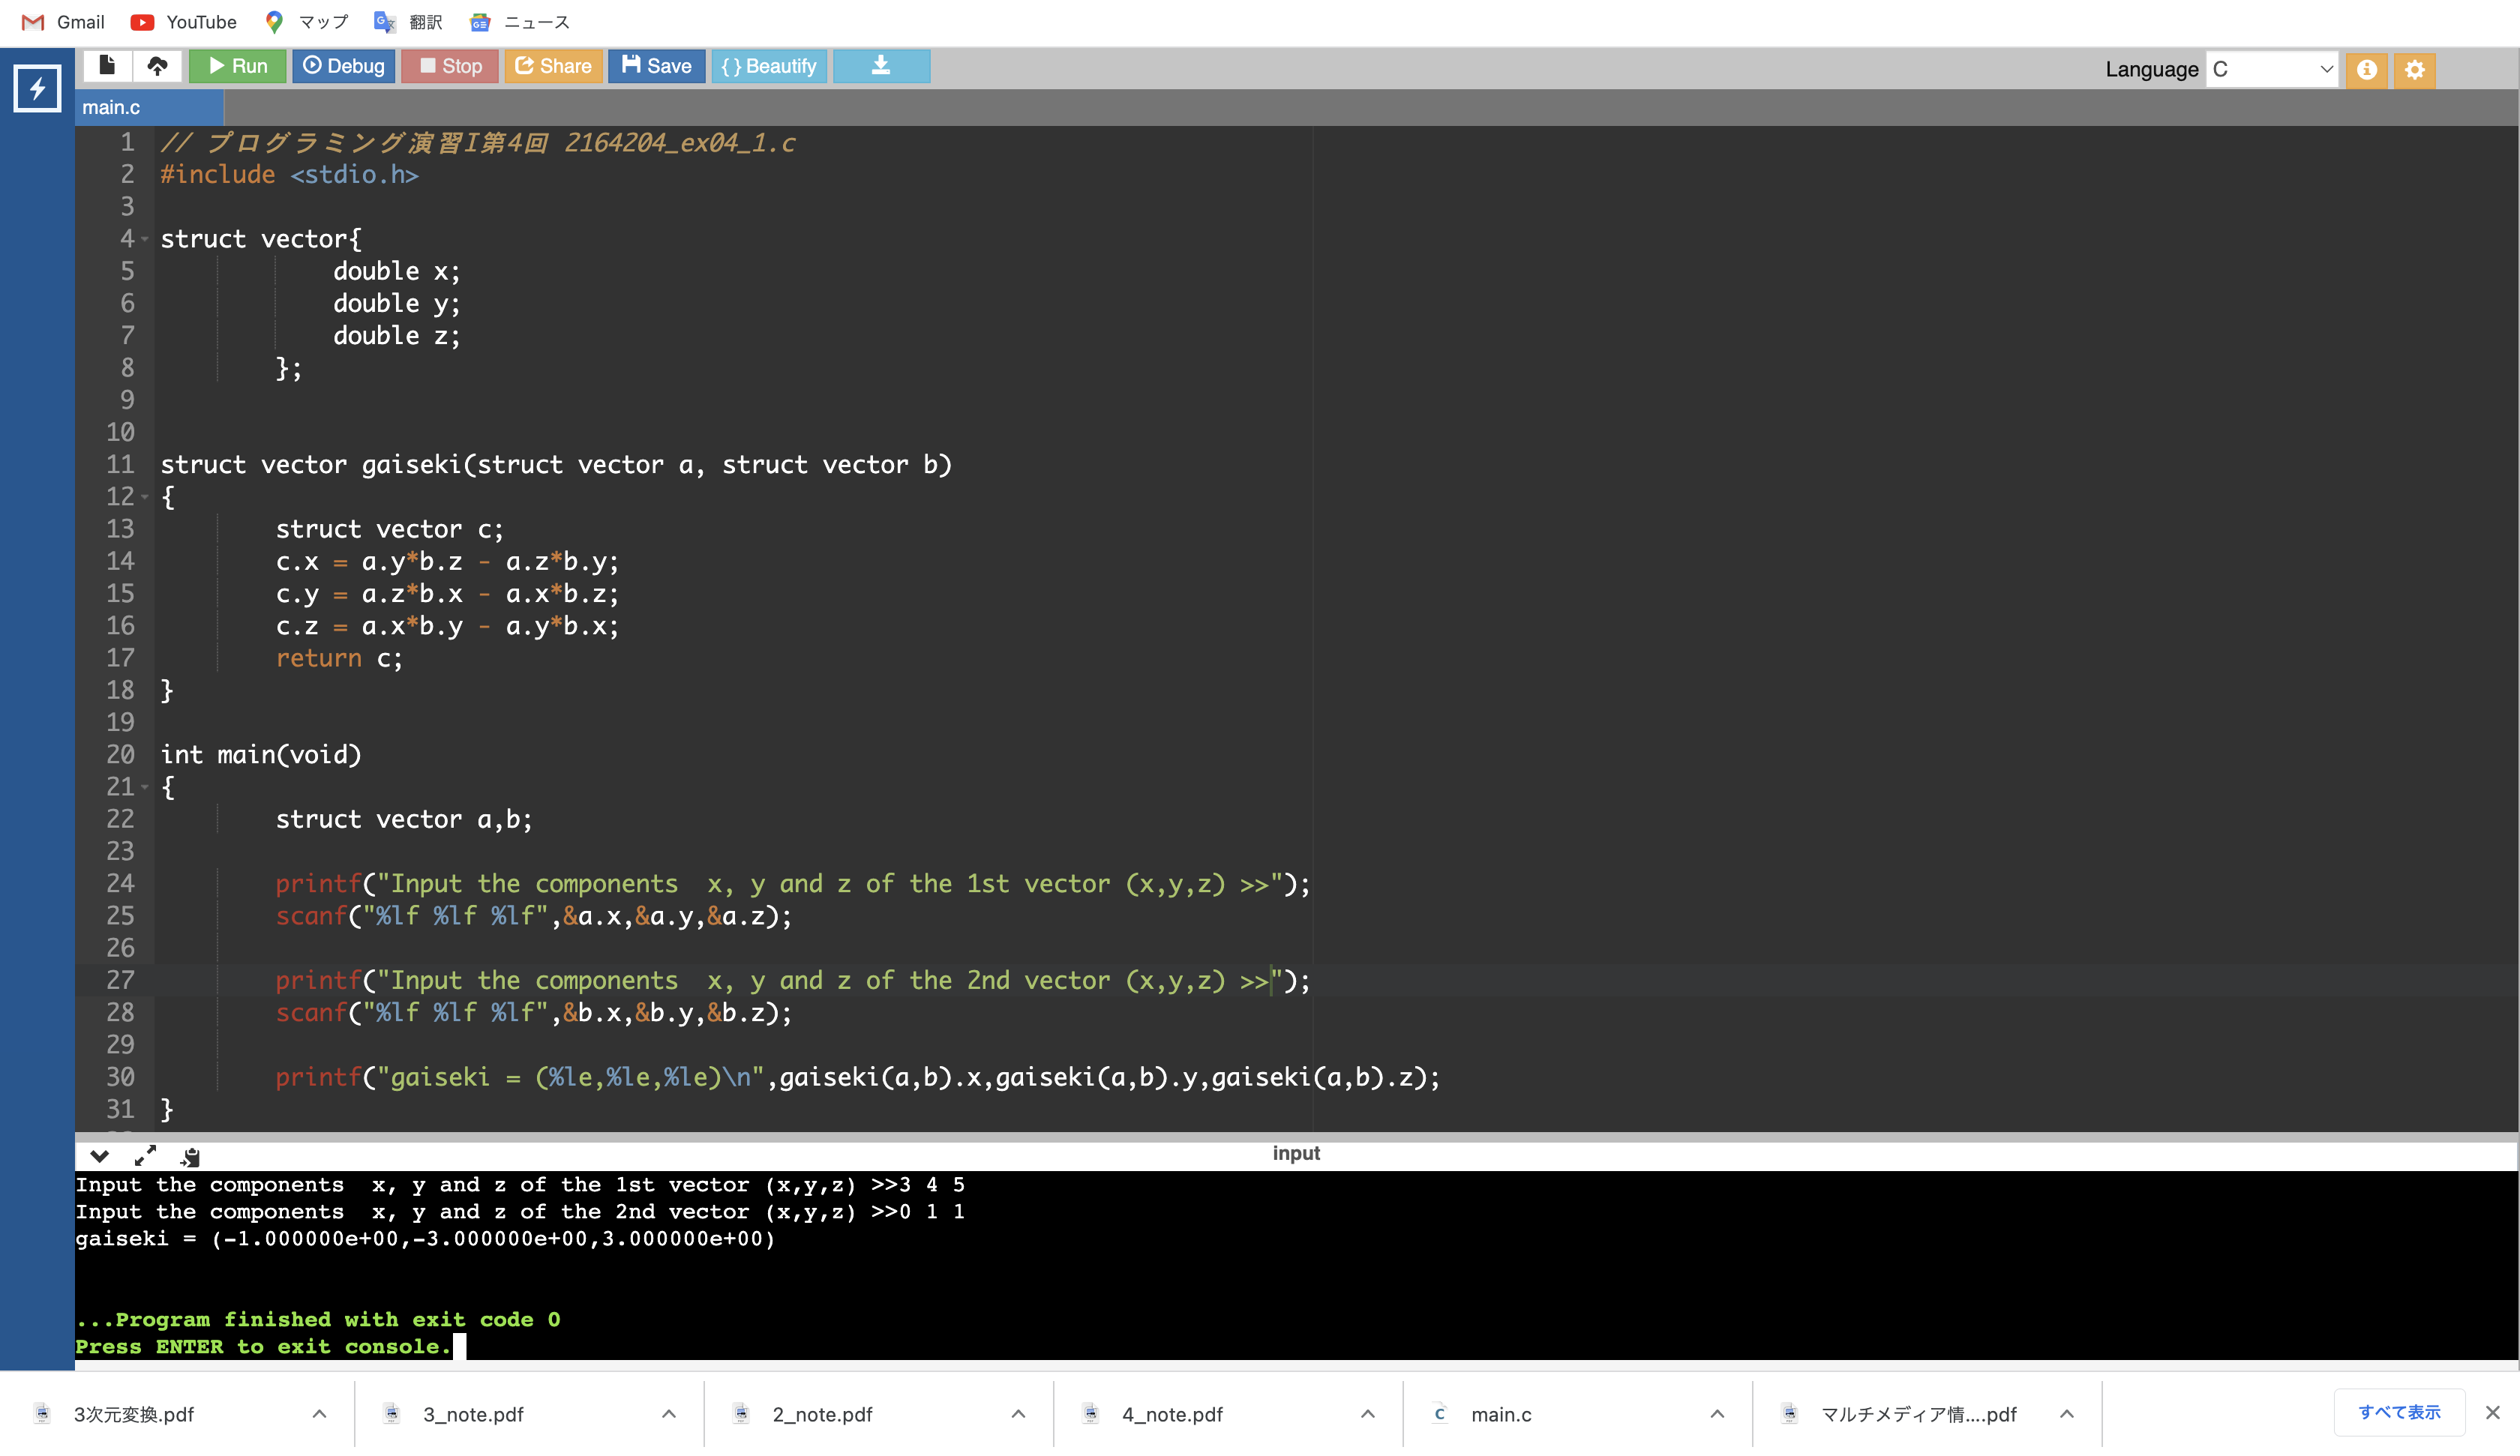 Gmail YouTube マップ 翻訳 ニュース
Run Debug Stop Share Save { } Beautify Language C
main.c
1 // プログラミング演習I第4回 2164204_ex04_1.c
2 #include <stdio.h>
3
4 struct vector{
5 double x;
6 double y;
7 double z;
8 };
9
10
11 struct vector gaiseki(struct vector a, struct vector b)
12 {
13 struct vector c;
14 c.x = a.y*b.z - a.z*b.y;
15 c.y = a.z*b.x - a.x*b.z;
16 c.z = a.x*b.y - a.y*b.x;
17 return c;
18 }
19
20 int main(void)
21 {
22 struct vector a,b;
23
24 printf("Input the components  x, y and z of the 1st vector (x,y,z) >>");
25 scanf("%lf %lf %lf",&a.x,&a.y,&a.z);
26
27 printf("Input the components  x, y and z of the 2nd vector (x,y,z) >>");
28 scanf("%lf %lf %lf",&b.x,&b.y,&b.z);
29
30 printf("gaiseki = (%le,%le,%le)\n",gaiseki(a,b).x,gaiseki(a,b).y,gaiseki(a,b).z);
31 }
input
Input the components  x, y and z of the 1st vector (x,y,z) >>3 4 5
Input the components  x, y and z of the 2nd vector (x,y,z) >>0 1 1
gaiseki = (-1.000000e+00,-3.000000e+00,3.000000e+00)
...Program finished with exit code 0
Press ENTER to exit console.
3次元変換.pdf 3_note.pdf 2_note.pdf 4_note.pdf main.c マルチメディア情....pdf すべて表示